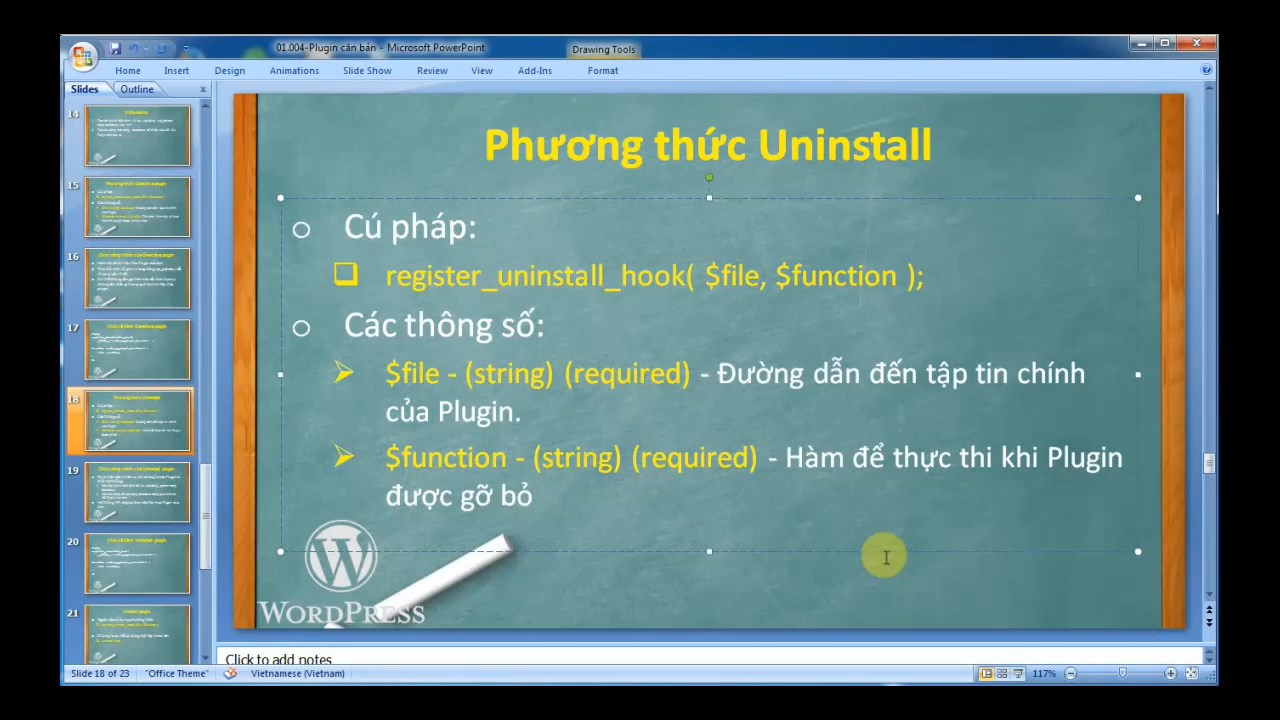 01.004-Plugin căn bản - Microsoft PowerPoint
Drawing Tools
Home Insert Design Animations Slide Show Review View Add-Ins Format
Slides Outline
14
15
16
17
18
19
20
21
Phương thức Uninstall
Cú pháp:
register_uninstall_hook( $file, $function );
Các thông số:
$file - (string) (required) - Đường dẫn đến tập tin chính
của Plugin.
$function - (string) (required) - Hàm để thực thi khi Plugin
được gỡ bỏ
WORDPRESS
Click to add notes
Slide 18 of 23 "Office Theme" Vietnamese (Vietnam) 117%